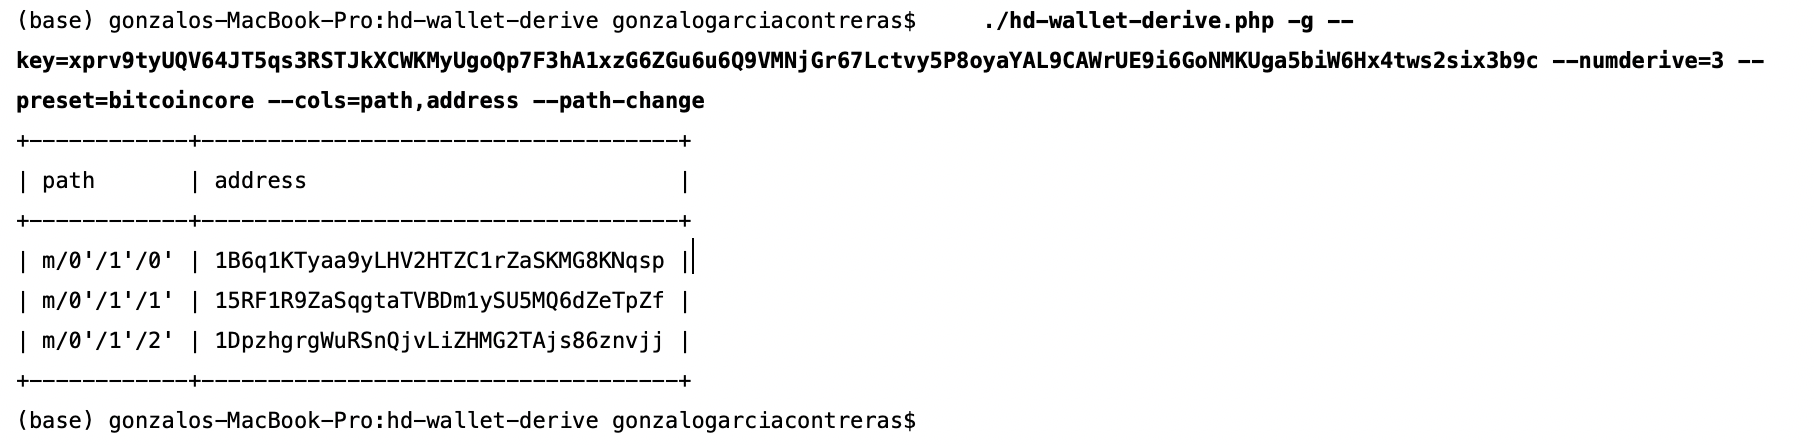 (base) gonzalos-MacBook-Pro:hd-wallet-derive gonzalogarciacontreras$     ./hd-wallet-derive.php -g --
key=xprv9tyUQV64JT5qs3RSTJkXCWKMyUgoQp7F3hA1xzG6ZGu6u6Q9VMNjGr67Lctvy5P8oyaYAL9CAWrUE9i6GoNMKUga5biW6Hx4tws2six3b9c --numderive=3 --
preset=bitcoincore --cols=path,address --path-change
+------------+------------------------------------+
| path       | address                            |
+------------+------------------------------------+
| m/0'/1'/0' | 1B6q1KTyaa9yLHV2HTZC1rZaSKMG8KNqsp |
| m/0'/1'/1' | 15RF1R9ZaSqgtaTVBDm1ySU5MQ6dZeTpZf |
| m/0'/1'/2' | 1DpzhgrgWuRSnQjvLiZHMG2TAjs86znvjj |
+------------+------------------------------------+
(base) gonzalos-MacBook-Pro:hd-wallet-derive gonzalogarciacontreras$